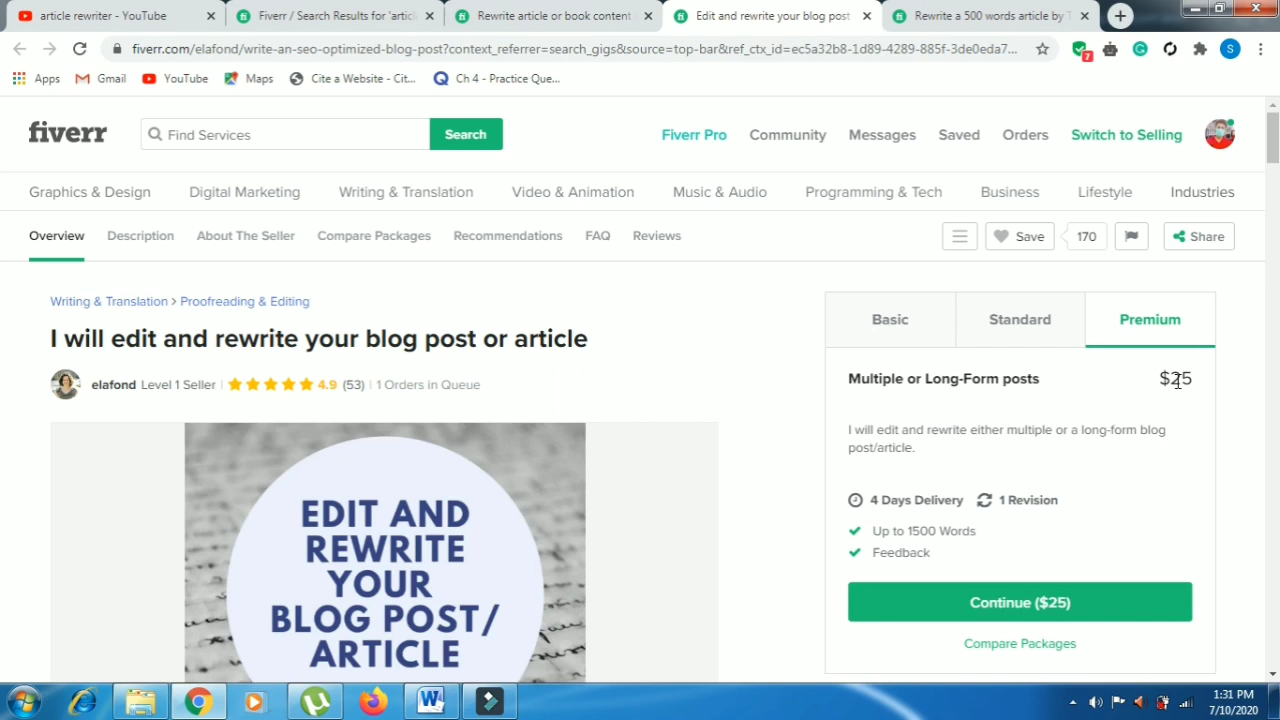 article rewriter - YouTube
Fiverr / Search Results for 'artic
Rewrite article or book content
Edit and rewrite your blog post
Rewrite a 500 words article by T
fiverr.com/elafond/write-an-seo-optimized-blog-post?context_referrer=search_gigs&source=top-bar&ref_ctx_id=ec5a32b8-1d89-4289-885f-3de0eda7...
7
S
Apps
Gmail
YouTube
Maps
Cite a Website - Cit...
Ch 4 - Practice Que...
fiverr
Find Services
Search
Fiverr Pro
Community
Messages
Saved
Orders
Switch to Selling
Graphics & Design
Digital Marketing
Writing & Translation
Video & Animation
Music & Audio
Programming & Tech
Business
Lifestyle
Industries
Overview
Description
About The Seller
Compare Packages
Recommendations
FAQ
Reviews
Save
170
Share
Writing & Translation > Proofreading & Editing
I will edit and rewrite your blog post or article
elafond Level 1 Seller | 4.9 (53) | 1 Orders in Queue
EDIT AND
REWRITE
YOUR
BLOG POST/
ARTICLE
Basic
Standard
Premium
Multiple or Long-Form posts
$25
I will edit and rewrite either multiple or a long-form blog
post/article.
4 Days Delivery
1 Revision
Up to 1500 Words
Feedback
Continue ($25)
Compare Packages
1:31 PM
7/10/2020